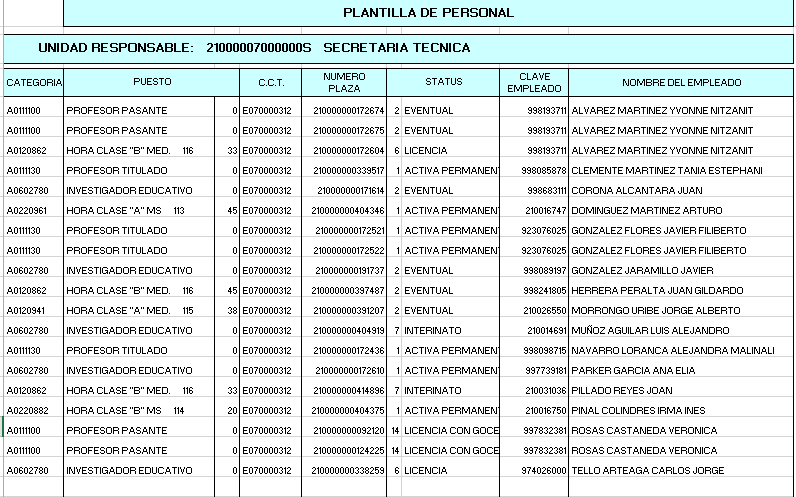 PLANTILLA DE PERSONAL
UNIDAD RESPONSABLE: 21000007000000S SECRETARIA TECNICA
CATEGORIA PUESTO C.C.T. NUMERO PLAZA STATUS CLAVE EMPLEADO NOMBRE DEL EMPLEADO
A0111100 PROFESOR PASANTE 0 E070000312 210000000172674 2 EVENTUAL 998193711 ALVAREZ MARTINEZ YVONNE NITZANIT
A0111100 PROFESOR PASANTE 0 E070000312 210000000172675 2 EVENTUAL 998193711 ALVAREZ MARTINEZ YVONNE NITZANIT
A0120862 HORA CLASE "B" MED. 116 33 E070000312 210000000172604 6 LICENCIA 998193711 ALVAREZ MARTINEZ YVONNE NITZANIT
A0111130 PROFESOR TITULADO 0 E070000312 210000000339517 1 ACTIVA PERMANENT 998085878 CLEMENTE MARTINEZ TANIA ESTEPHANI
A0602780 INVESTIGADOR EDUCATIVO 0 E070000312 210000000171614 2 EVENTUAL 998683111 CORONA ALCANTARA JUAN
A0220961 HORA CLASE "A" MS 113 45 E070000312 210000000404346 1 ACTIVA PERMANENT 210016747 DOMINGUEZ MARTINEZ ARTURO
A0111130 PROFESOR TITULADO 0 E070000312 210000000172521 1 ACTIVA PERMANENT 923076025 GONZALEZ FLORES JAVIER FILIBERTO
A0111130 PROFESOR TITULADO 0 E070000312 210000000172522 1 ACTIVA PERMANENT 923076025 GONZALEZ FLORES JAVIER FILIBERTO
A0602780 INVESTIGADOR EDUCATIVO 0 E070000312 210000000191737 2 EVENTUAL 998089197 GONZALEZ JARAMILLO JAVIER
A0120862 HORA CLASE "B" MED. 116 45 E070000312 210000000397487 2 EVENTUAL 998241805 HERRERA PERALTA JUAN GILDARDO
A0120941 HORA CLASE "A" MED. 115 38 E070000312 210000000391207 2 EVENTUAL 210026550 MORRONGO URIBE JORGE ALBERTO
A0602780 INVESTIGADOR EDUCATIVO 0 E070000312 210000000404919 7 INTERINATO 210014691 MUÑOZ AGUILAR LUIS ALEJANDRO
A0111130 PROFESOR TITULADO 0 E070000312 210000000172436 1 ACTIVA PERMANENT 998098715 NAVARRO LORANCA ALEJANDRA MALINALI
A0602780 INVESTIGADOR EDUCATIVO 0 E070000312 210000000172610 1 ACTIVA PERMANENT 997739181 PARKER GARCIA ANA ELIA
A0120862 HORA CLASE "B" MED. 116 33 E070000312 210000000414896 7 INTERINATO 210031036 PILLADO REYES JOAN
A0220882 HORA CLASE "B" MS 114 20 E070000312 210000000404375 1 ACTIVA PERMANENT 210016750 PINAL COLINDRES IRMA INES
A0111100 PROFESOR PASANTE 0 E070000312 210000000092120 14 LICENCIA CON GOCE 997832381 ROSAS CASTANEDA VERONICA
A0111100 PROFESOR PASANTE 0 E070000312 210000000124225 14 LICENCIA CON GOCE 997832381 ROSAS CASTANEDA VERONICA
A0602780 INVESTIGADOR EDUCATIVO 0 E070000312 210000000338259 6 LICENCIA 974026000 TELLO ARTEAGA CARLOS JORGE